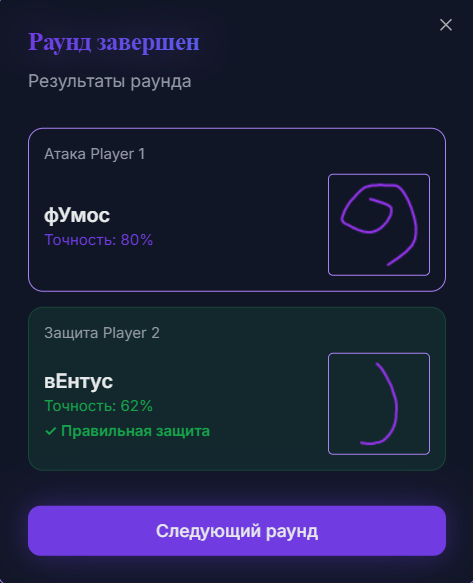 Раунд завершен
Результаты раунда
Атака Player 1
фУмос
Точность: 80%
Защита Player 2
вЕнтус
Точность: 62%
✓ Правильная защита
Следующий раунд